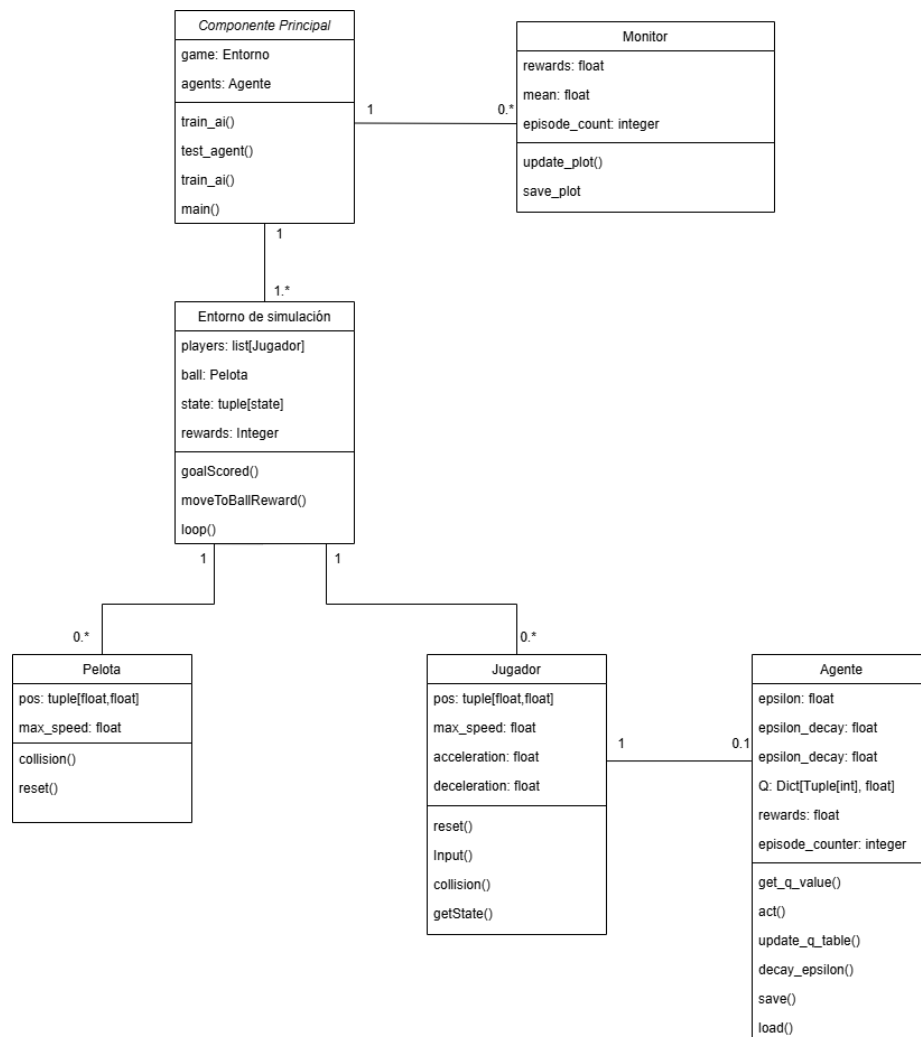 Componente Principal
game: Entorno
agents: Agente
train_ai()
test_agent()
train_ai()
main()
Monitor
rewards: float
mean: float
episode_count: integer
update_plot()
save_plot
1
0.*
1
1.*
Entorno de simulación
players: list[Jugador]
ball: Pelota
state: tuple[state]
rewards: Integer
goalScored()
moveToBallReward()
loop()
1
1
0.*
0.*
Pelota
pos: tuple[float,float]
max_speed: float
collision()
reset()
Jugador
pos: tuple[float,float]
max_speed: float
acceleration: float
deceleration: float
reset()
Input()
collision()
getState()
1
0.1
Agente
epsilon: float
epsilon_decay: float
epsilon_decay: float
Q: Dict[Tuple[int], float]
rewards: float
episode_counter: integer
get_q_value()
act()
update_q_table()
decay_epsilon()
save()
load()